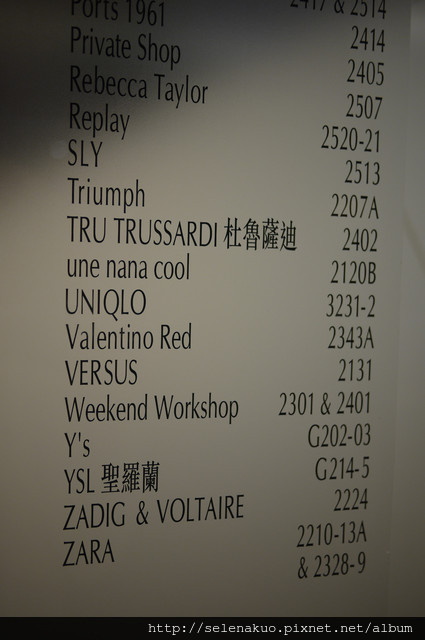 2417 & 2514
Ports 1961 2414
Private Shop 2405
Rebecca Taylor 2507
Replay 2520-21
SLY 2513
Triumph 2207A
TRU TRUSSARDI 杜魯薩迪 2402
une nana cool 2120B
UNIQLO 3231-2
Valentino Red 2343A
VERSUS 2131
Weekend Workshop 2301 & 2401
Y's G202-03
YSL 聖羅蘭 G214-5
ZADIG & VOLTAIRE 2224
ZARA 2210-13A
& 2328-9
http://selenakuo.pixnet.net/album